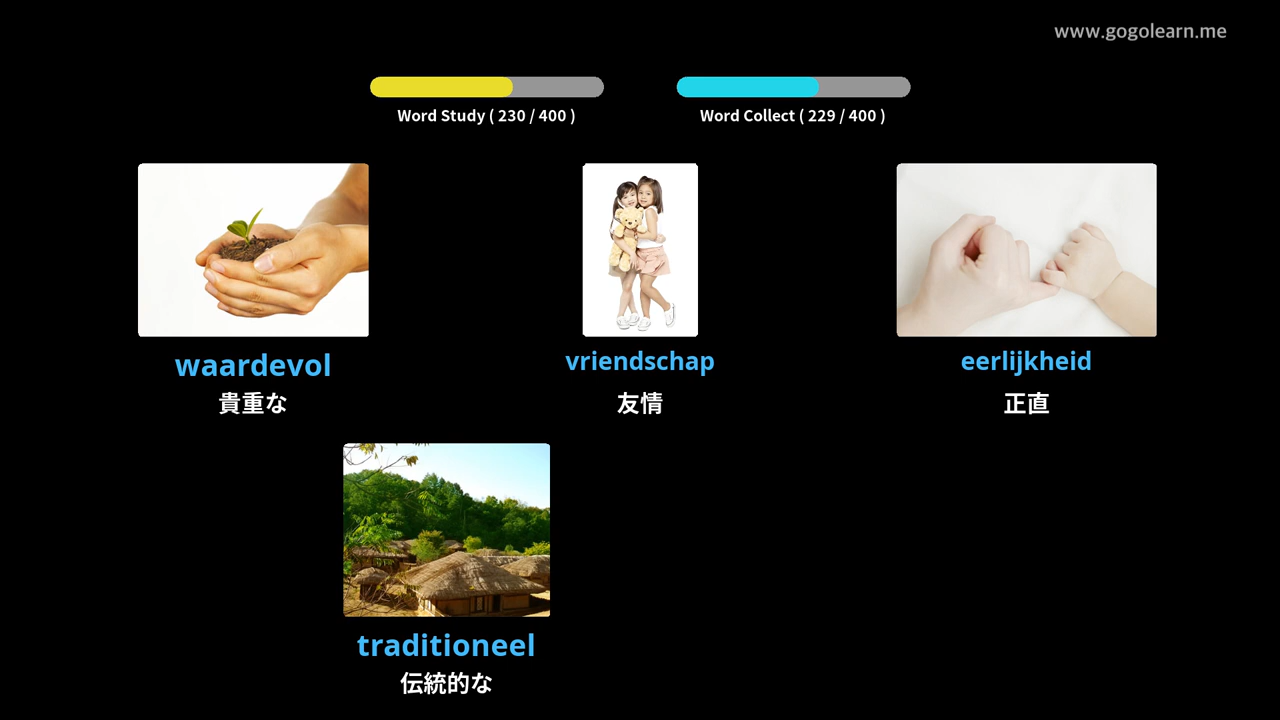 www.gogolearn.me
Word Study ( 230 / 400 )
Word Collect ( 229 / 400 )
waardevol
貴重な
vriendschap
友情
eerlijkheid
正直
traditioneel
伝統的な